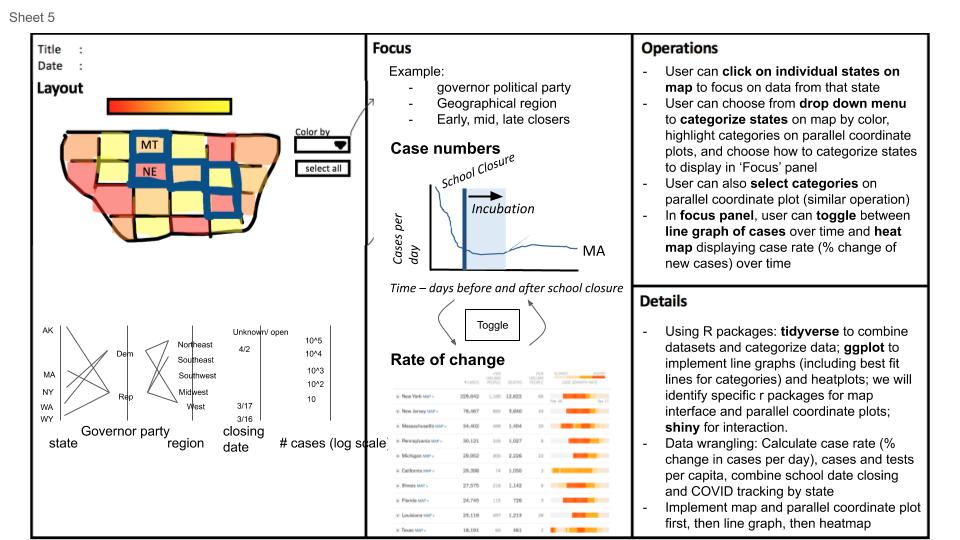 Sheet 5
Title :
Date :
Layout
Color by
select all
MT
NE
AK
MA
NY
WA
WY
Dem
Rep
Northeast
Southeast
Southwest
Midwest
West
Unknown/ open
4/2
3/17
3/16
10^5
10^4
10^3
10^2
10
state
Governor party
region
closing
date
# cases (log scale)
Focus
Example:
- governor political party
- Geographical region
- Early, mid, late closers
Case numbers
School Closure
Incubation
Cases per
day
MA
Time – days before and after school closure
Toggle
Rate of change
New York MAP
New Jersey MAP
Massachusetts MAP
Pennsylvania MAP
Michigan MAP
California MAP
Illinois MAP
Florida MAP
Louisiana MAP
Texas MAP
Operations
- User can click on individual states on
map to focus on data from that state
- User can choose from drop down menu
to categorize states on map by color,
highlight categories on parallel coordinate
plots, and choose how to categorize states
to display in ‘Focus’ panel
- User can also select categories on
parallel coordinate plot (similar operation)
- In focus panel, user can toggle between
line graph of cases over time and heat
map displaying case rate (% change of
new cases) over time
Details
- Using R packages: tidyverse to combine
datasets and categorize data; ggplot to
implement line graphs (including best fit
lines for categories) and heatplots; we will
identify specific r packages for map
interface and parallel coordinate plots;
shiny for interaction.
- Data wrangling: Calculate case rate (%
change in cases per day), cases and tests
per capita, combine school date closing
and COVID tracking by state
- Implement map and parallel coordinate plot
first, then line graph, then heatmap